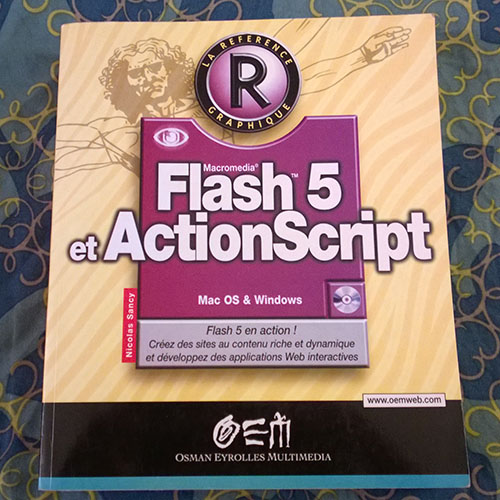 LA REFERENCE
R
GRAPHIQUE
Macromedia®
Flash™ 5
et ActionScript
Mac OS & Windows
Nicolas Sancy
Flash 5 en action !
Créez des sites au contenu riche et dynamique
et développez des applications Web interactives
www.oemweb.com
OEM
OSMAN EYROLLES MULTIMEDIA